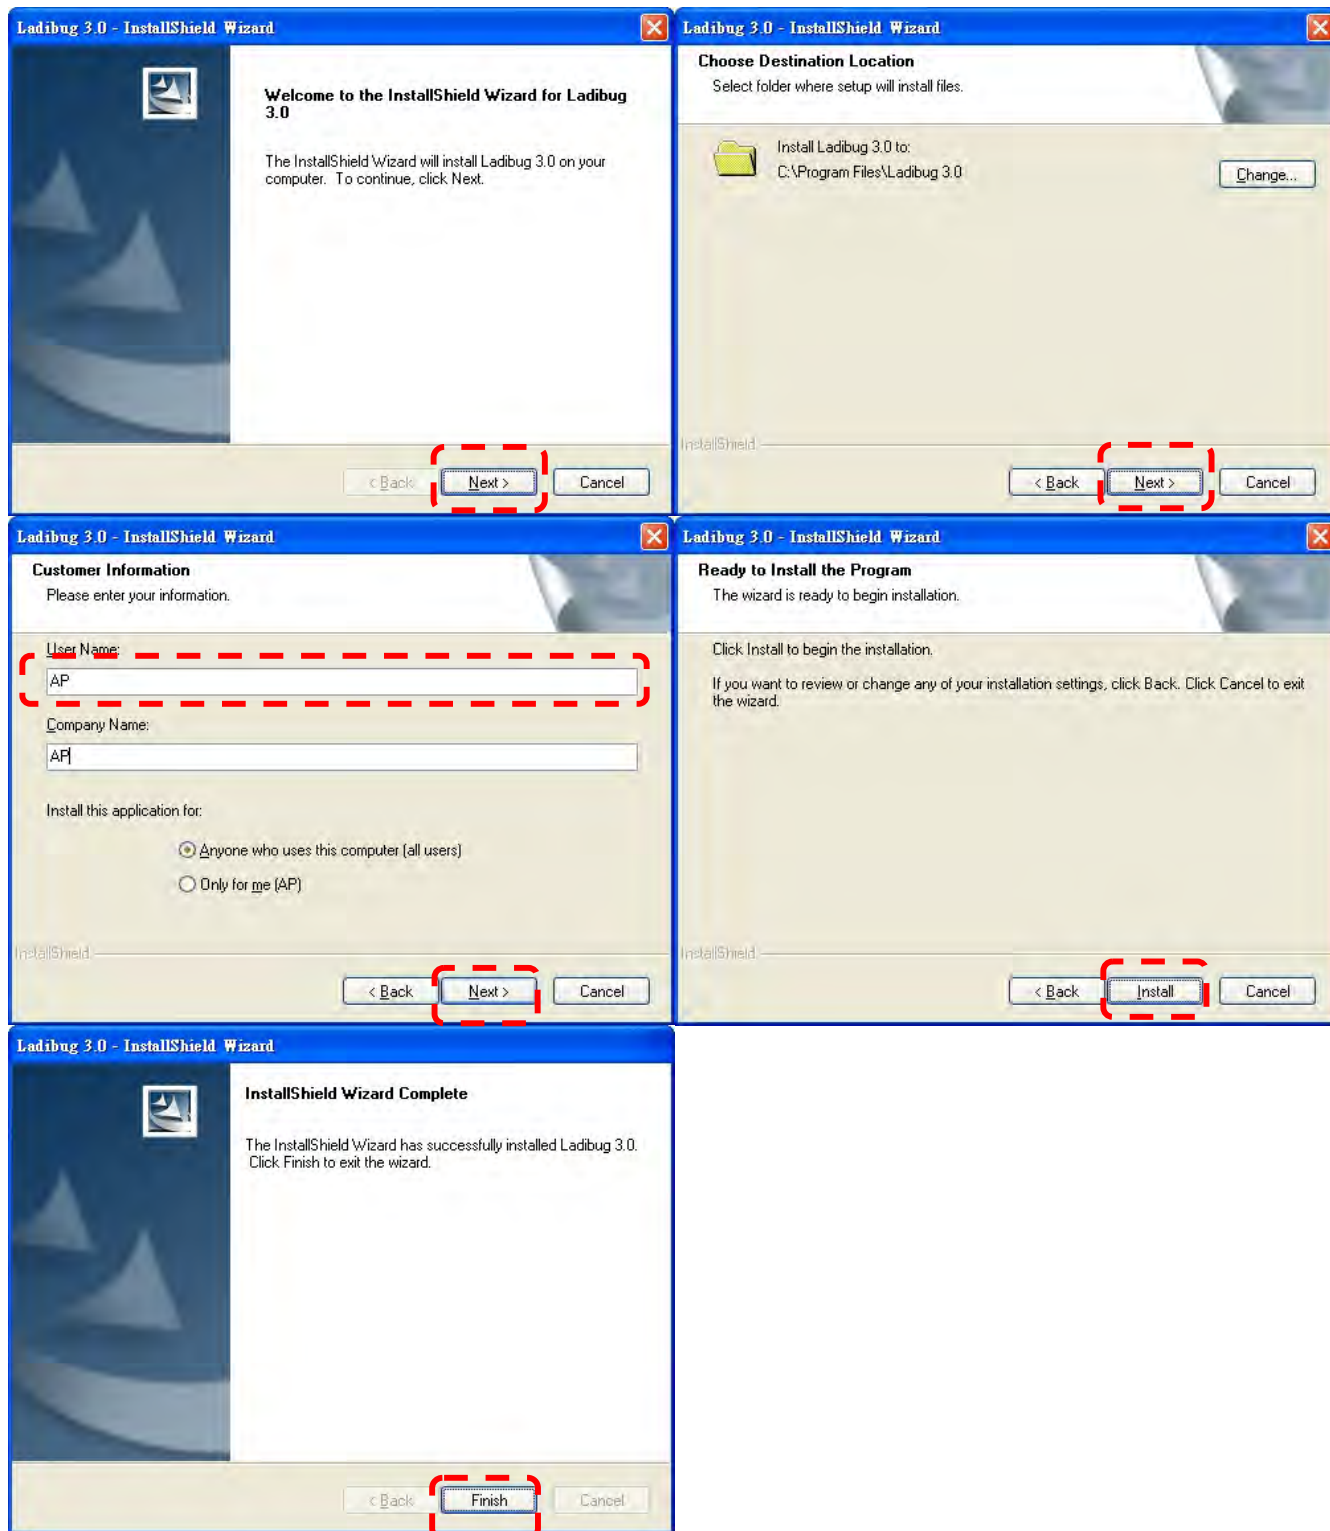 Ladibug 3.0 - InstallShield Wizard
Welcome to the InstallShield Wizard for Ladibug
3.0
The InstallShield Wizard will install Ladibug 3.0 on your
computer. To continue, click Next.
< Back
Next >
Cancel
Ladibug 3.0 - InstallShield Wizard
Choose Destination Location
Select folder where setup will install files.
Install Ladibug 3.0 to:
C:\Program Files\Ladibug 3.0
Change...
InstallShield
< Back
Next >
Cancel
Ladibug 3.0 - InstallShield Wizard
Customer Information
Please enter your information.
User Name:
AP
Company Name:
AP
Install this application for:
Anyone who uses this computer (all users)
Only for me (AP)
InstallShield
< Back
Next >
Cancel
Ladibug 3.0 - InstallShield Wizard
Ready to Install the Program
The wizard is ready to begin installation.
Click Install to begin the installation.
If you want to review or change any of your installation settings, click Back. Click Cancel to exit
the wizard.
InstallShield
< Back
Install
Cancel
Ladibug 3.0 - InstallShield Wizard
InstallShield Wizard Complete
The InstallShield Wizard has successfully installed Ladibug 3.0.
Click Finish to exit the wizard.
< Back
Finish
Cancel